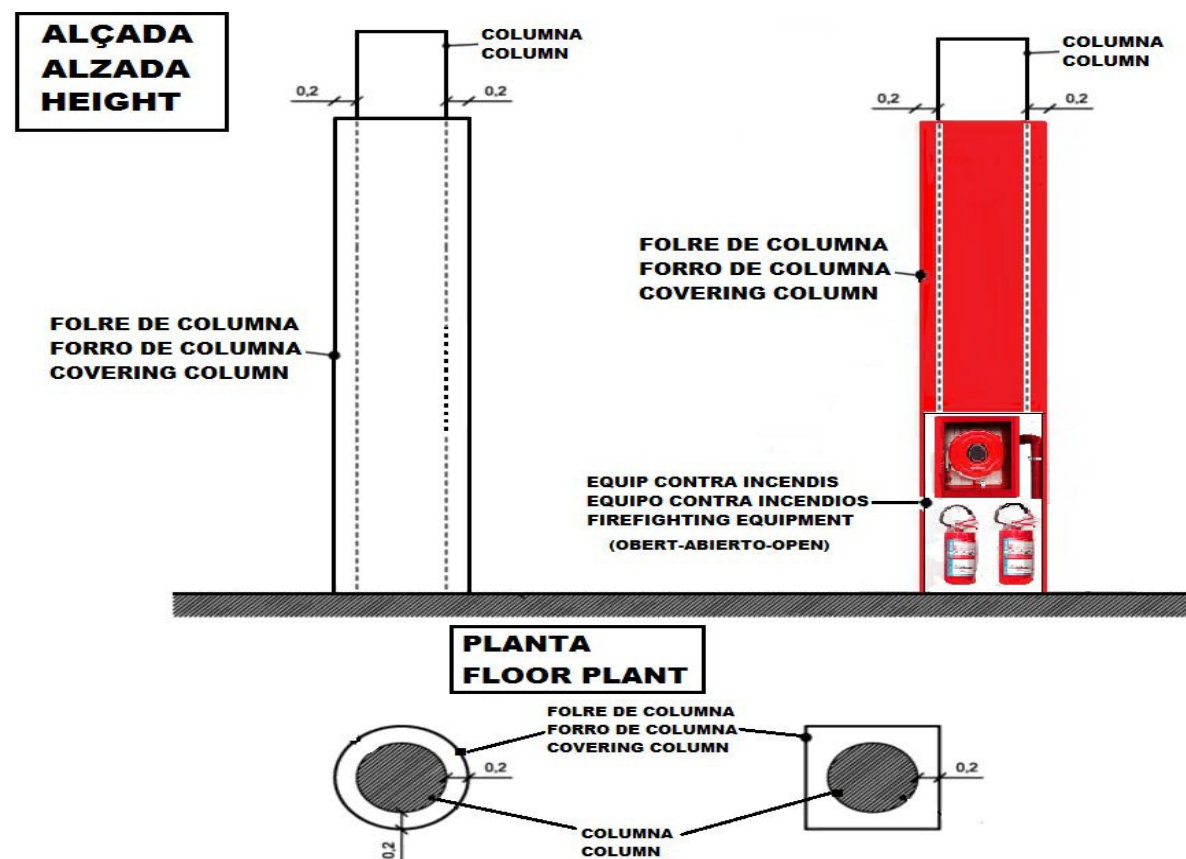 ALÇADA
ALZADA
HEIGHT
COLUMNA
COLUMN
0,2
0,2
FOLRE DE COLUMNA
FORRO DE COLUMNA
COVERING COLUMN
COLUMNA
COLUMN
0,2
0,2
FOLRE DE COLUMNA
FORRO DE COLUMNA
COVERING COLUMN
EQUIP CONTRA INCENDIS
EQUIPO CONTRA INCENDIOS
FIREFIGHTING EQUIPMENT
(OBERT-ABIERTO-OPEN)
PLANTA
FLOOR PLANT
FOLRE DE COLUMNA
FORRO DE COLUMNA
COVERING COLUMN
0,2
0,2
0,2
COLUMNA
COLUMN